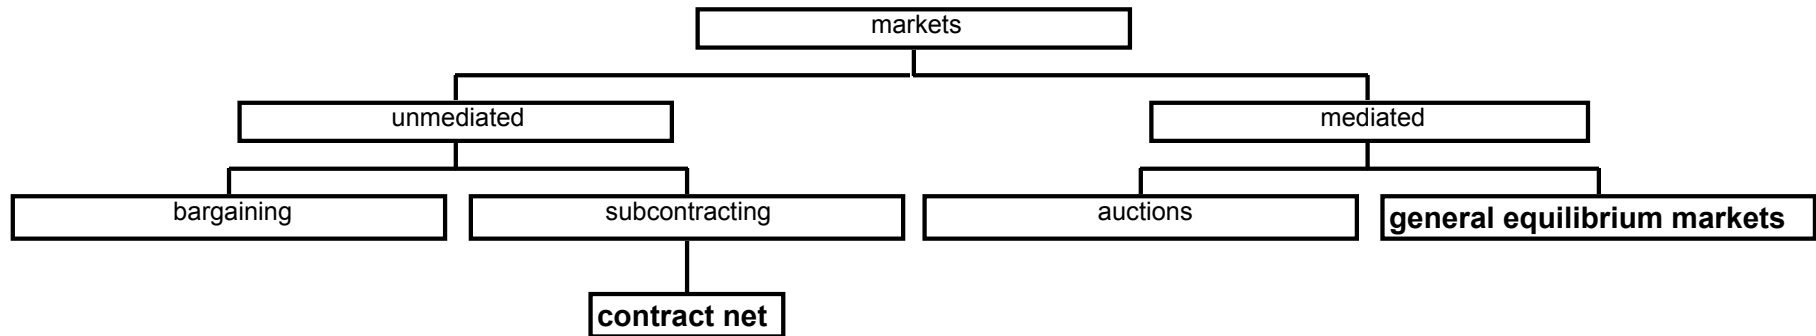 markets
unmediated
mediated
bargaining
subcontracting
auctions
general equilibrium markets
contract net